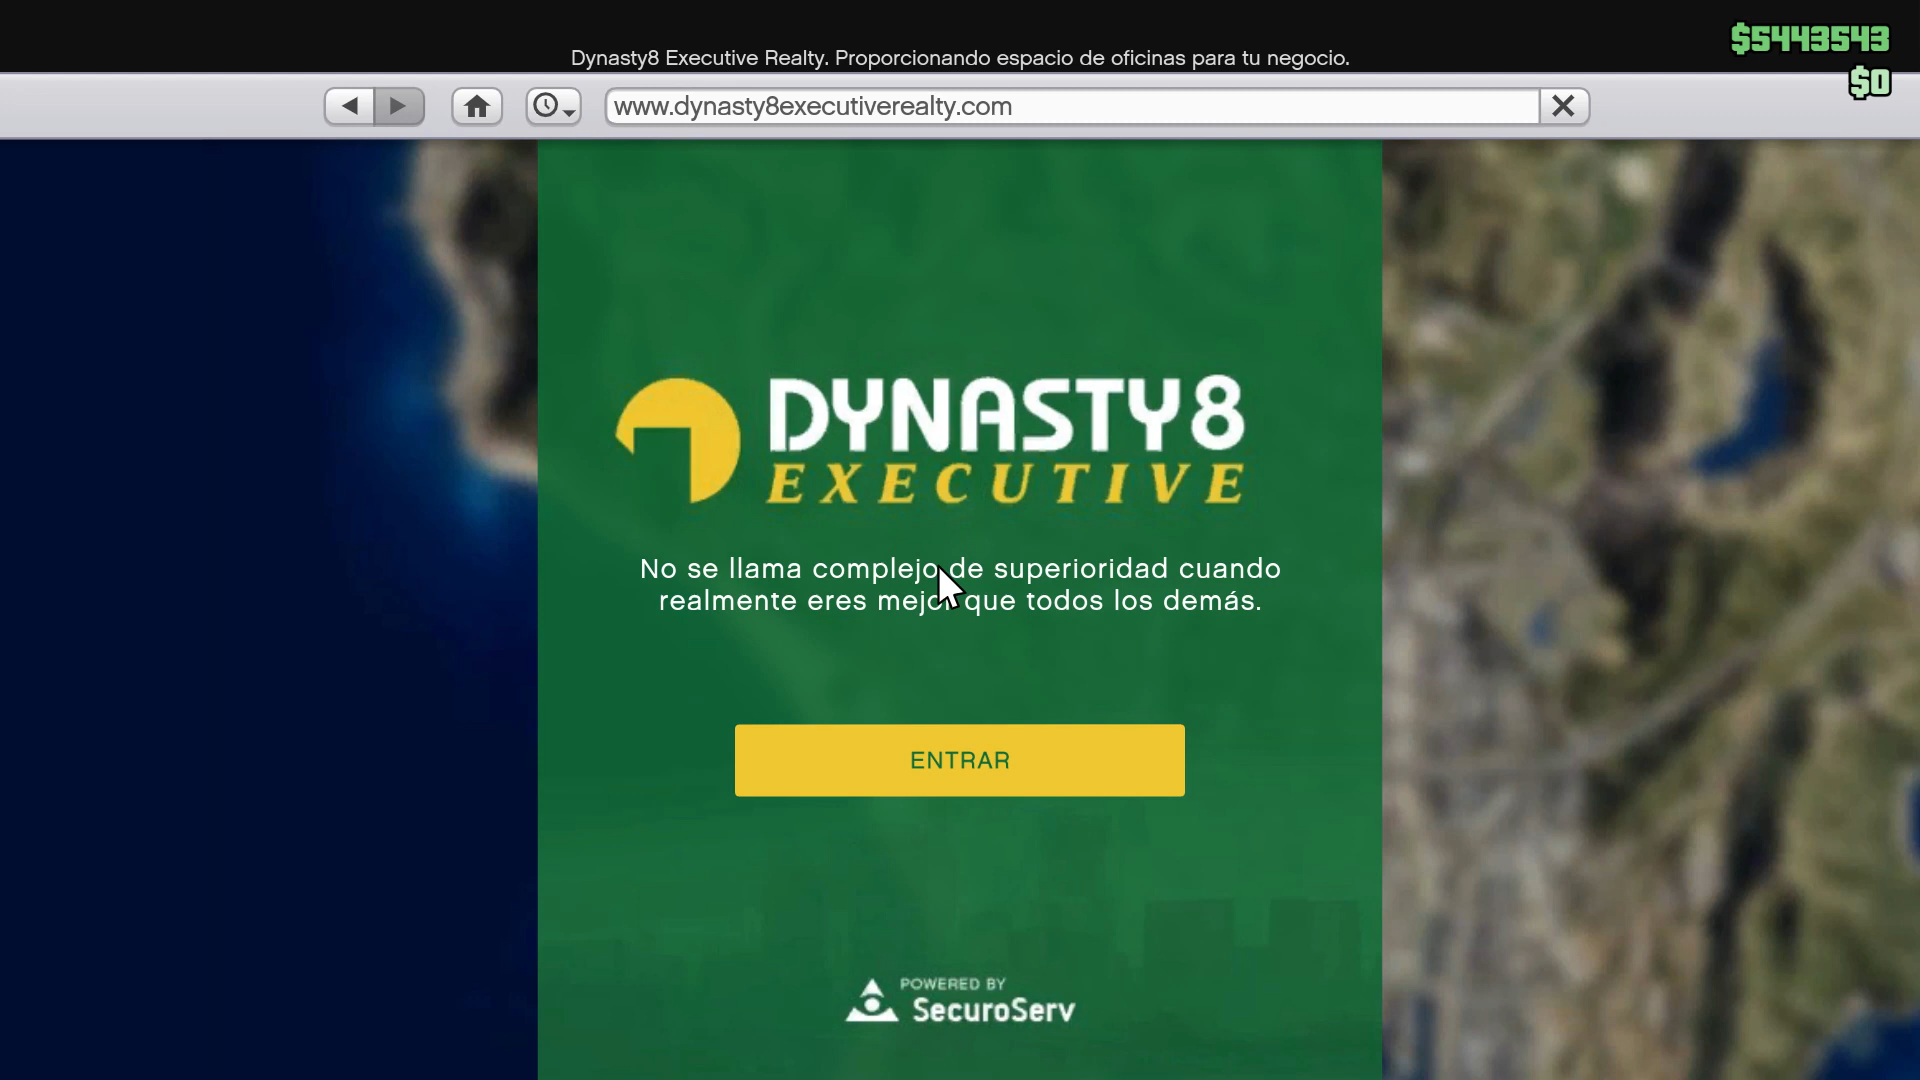 $5443543
Dynasty8 Executive Realty. Proporcionando espacio de oficinas para tu negocio.
$0
www.dynasty8executiverealty.com
DYNASTY8
EXECUTIVE
No se llama complejo de superioridad cuando
realmente eres mejor que todos los demás.
ENTRAR
POWERED BY
SecuroServ